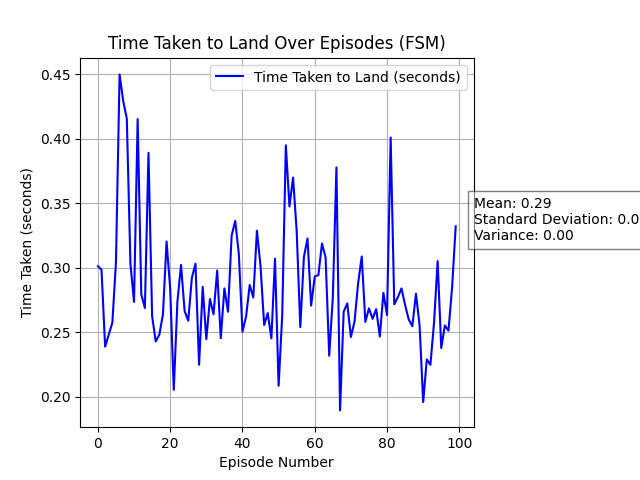 Time Taken to Land Over Episodes (FSM)
Time Taken to Land (seconds)
0.45
0.40
0.35
0.30
0.25
0.20
Time Taken (seconds)
Mean: 0.29
Standard Deviation: 0.0
Variance: 0.00
0 20 40 60 80 100
Episode Number